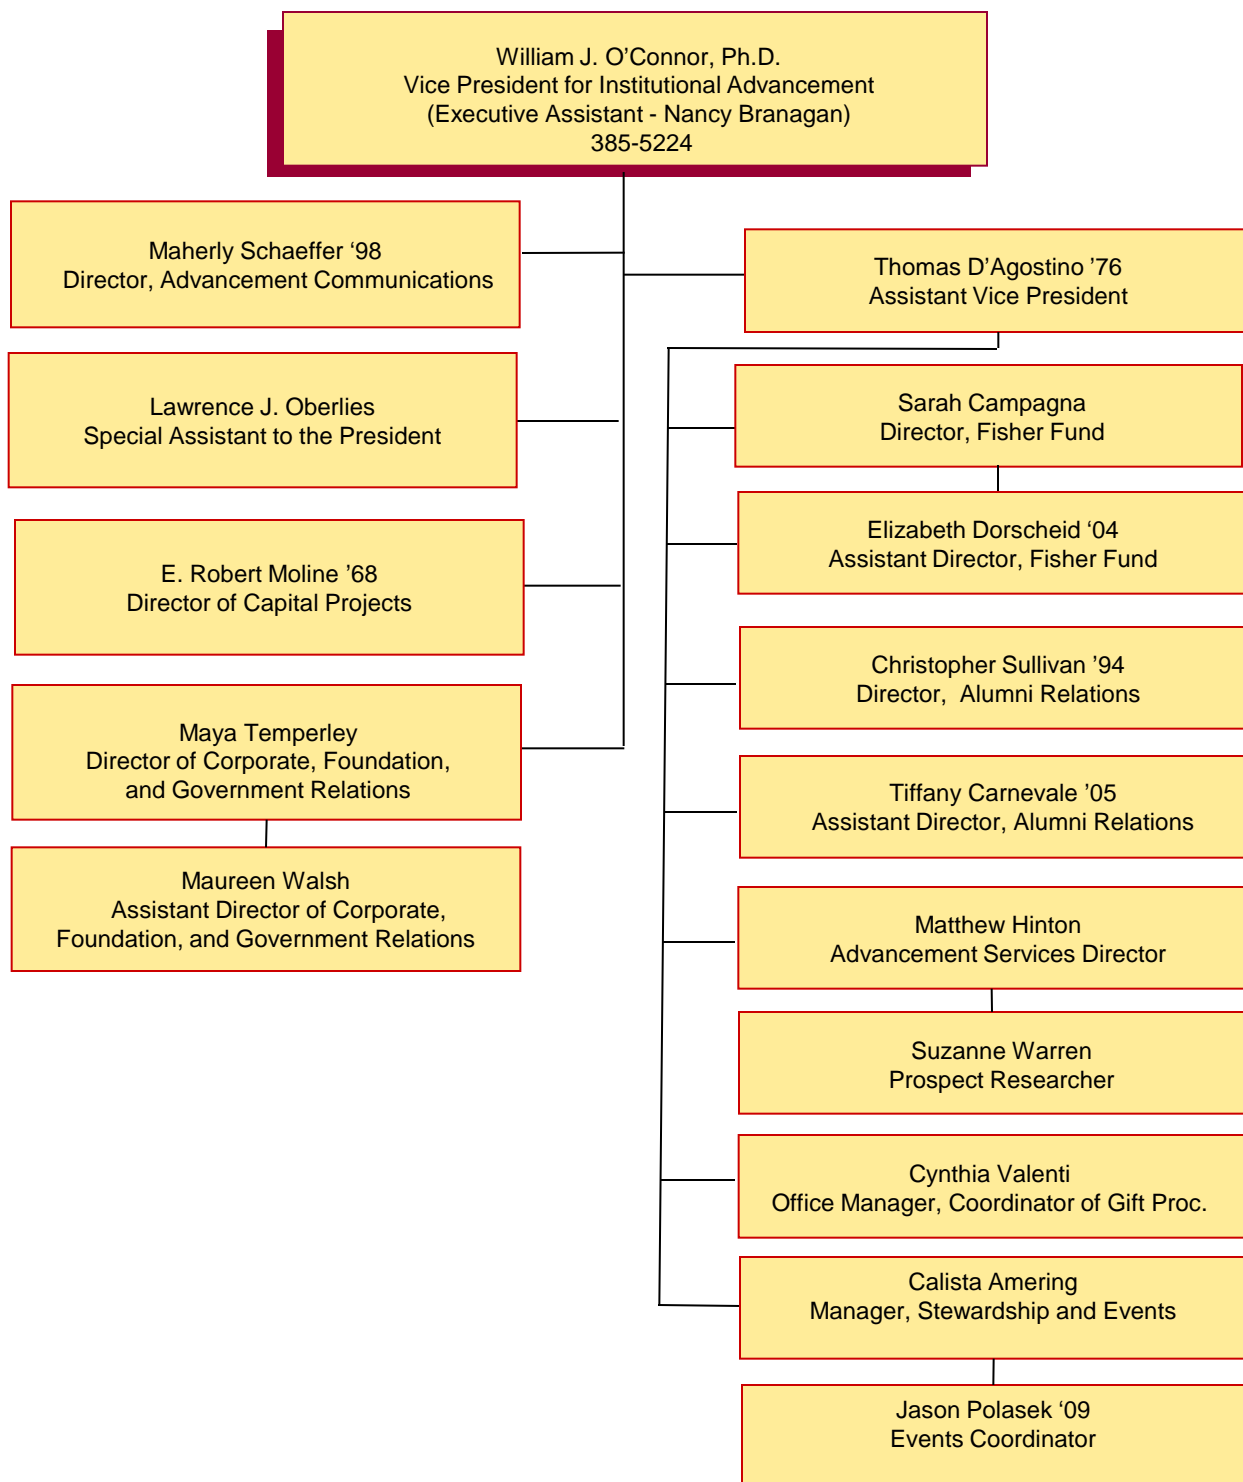 William J. O’Connor, Ph.D.
Vice President for Institutional Advancement
(Executive Assistant - Nancy Branagan)
385-5224
Maherly Schaeffer ‘98
Director, Advancement Communications
Lawrence J. Oberlies
Special Assistant to the President
E. Robert Moline ’68
Director of Capital Projects
Maya Temperley
Director of Corporate, Foundation,
and Government Relations
Maureen Walsh
Assistant Director of Corporate,
Foundation, and Government Relations
Thomas D’Agostino ’76
Assistant Vice President
Sarah Campagna
Director, Fisher Fund
Elizabeth Dorscheid ‘04
Assistant Director, Fisher Fund
Christopher Sullivan ’94
Director, Alumni Relations
Tiffany Carnevale ’05
Assistant Director, Alumni Relations
Matthew Hinton
Advancement Services Director
Suzanne Warren
Prospect Researcher
Cynthia Valenti
Office Manager, Coordinator of Gift Proc.
Calista Amering
Manager, Stewardship and Events
Jason Polasek ‘09
Events Coordinator